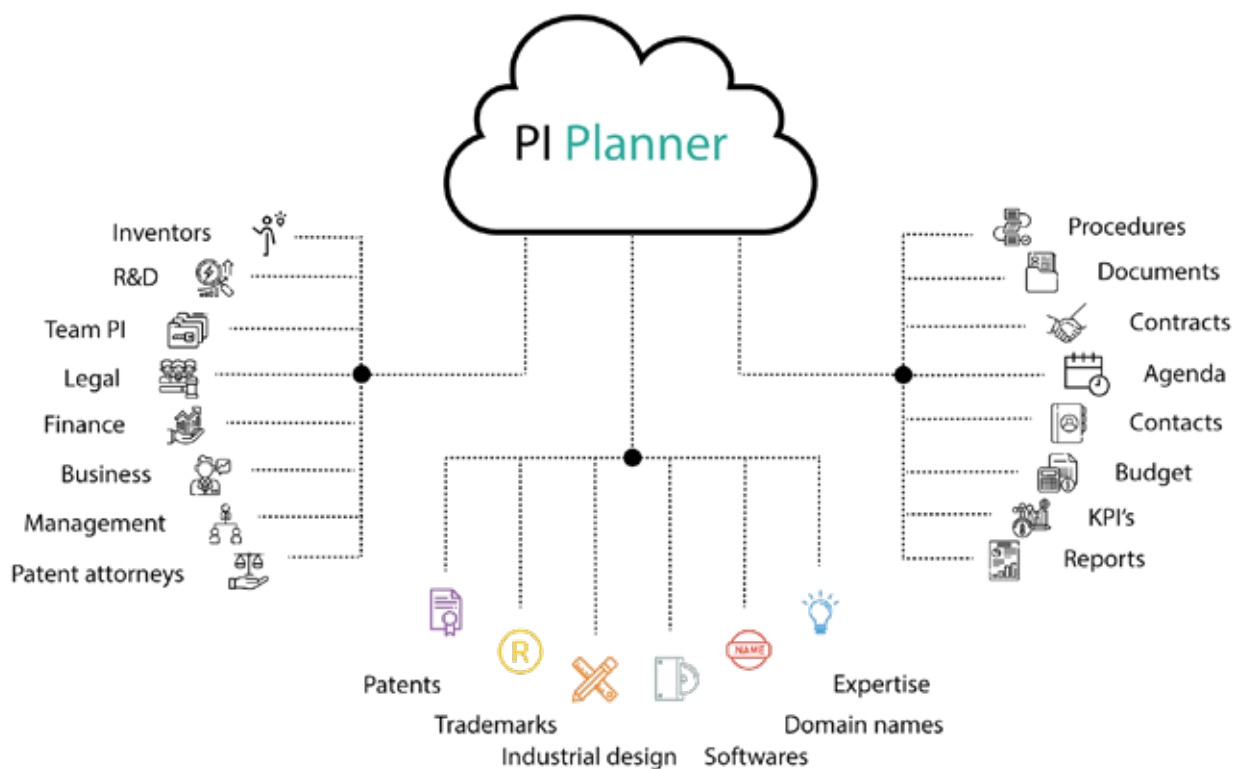 PI Planner
Inventors
R&D
Team PI
Legal
Finance
Business
Management
Patent attorneys
Procedures
Documents
Contracts
Agenda
Contacts
Budget
KPI's
Reports
R
NAME
Patents
Expertise
Trademarks
Domain names
Industrial design
Softwares